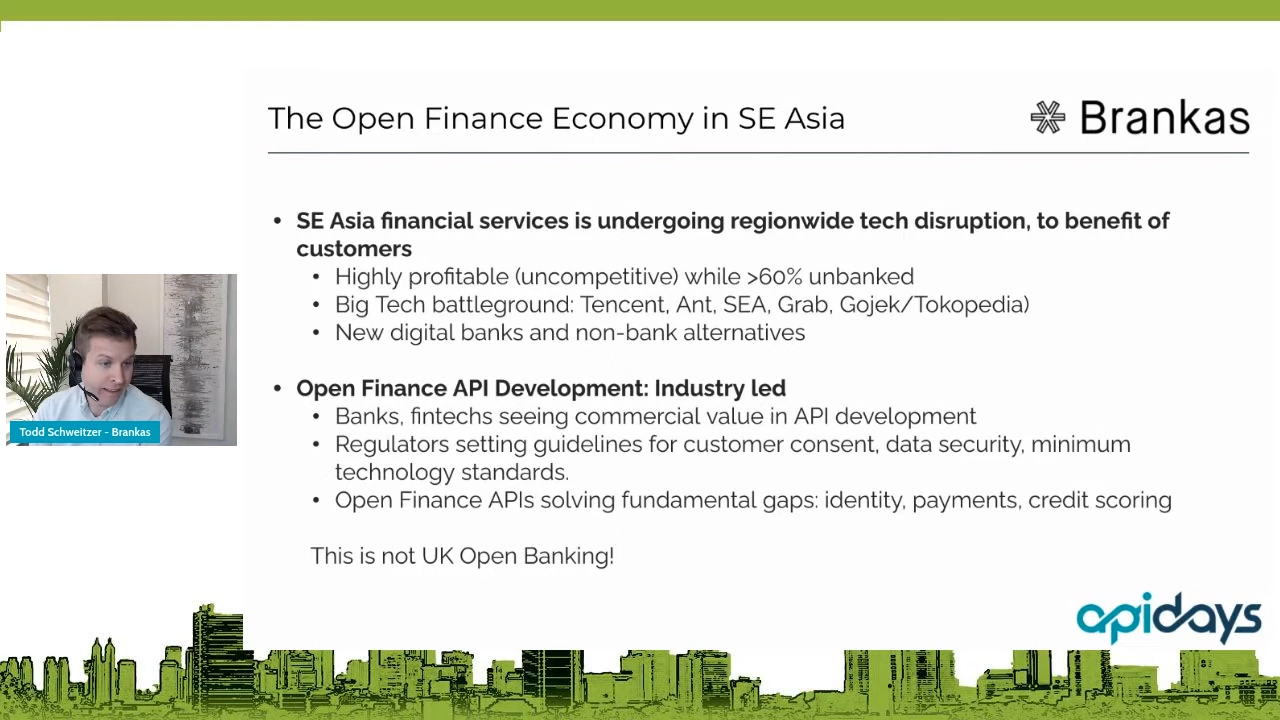 The Open Finance Economy in SE Asia
Brankas
• SE Asia financial services is undergoing regionwide tech disruption, to benefit of
customers
• Highly profitable (uncompetitive) while >60% unbanked
• Big Tech battleground: Tencent, Ant, SEA, Grab, Gojek/Tokopedia)
• New digital banks and non-bank alternatives
• Open Finance API Development: Industry led
• Banks, fintechs seeing commercial value in API development
• Regulators setting guidelines for customer consent, data security, minimum
technology standards.
• Open Finance APIs solving fundamental gaps: identity, payments, credit scoring
This is not UK Open Banking!
Todd Schweitzer - Brankas
apidays